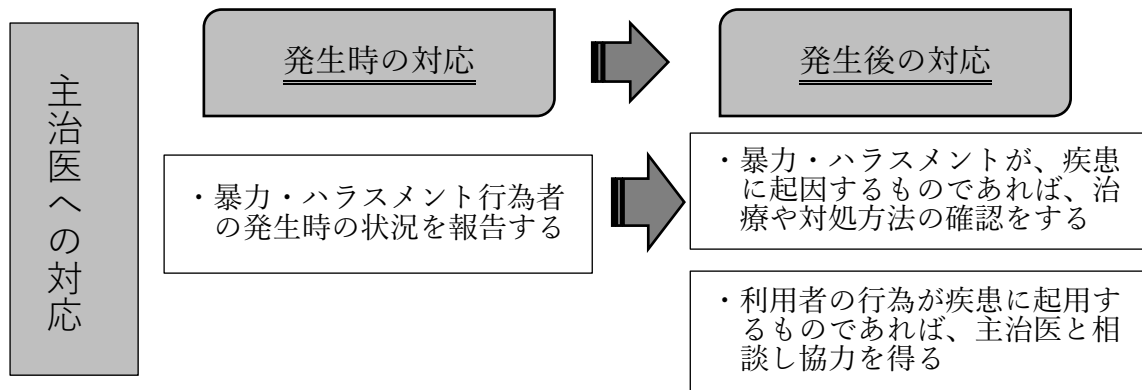 主治医への対応
発生時の対応
発生後の対応
・暴力・ハラスメント行為者
の発生時の状況を報告する
・暴力・ハラスメントが、疾患
に起因するものであれば、治
療や対処方法の確認をする
・利用者の行為が疾患に起用す
るものであれば、主治医と相
談し協力を得る